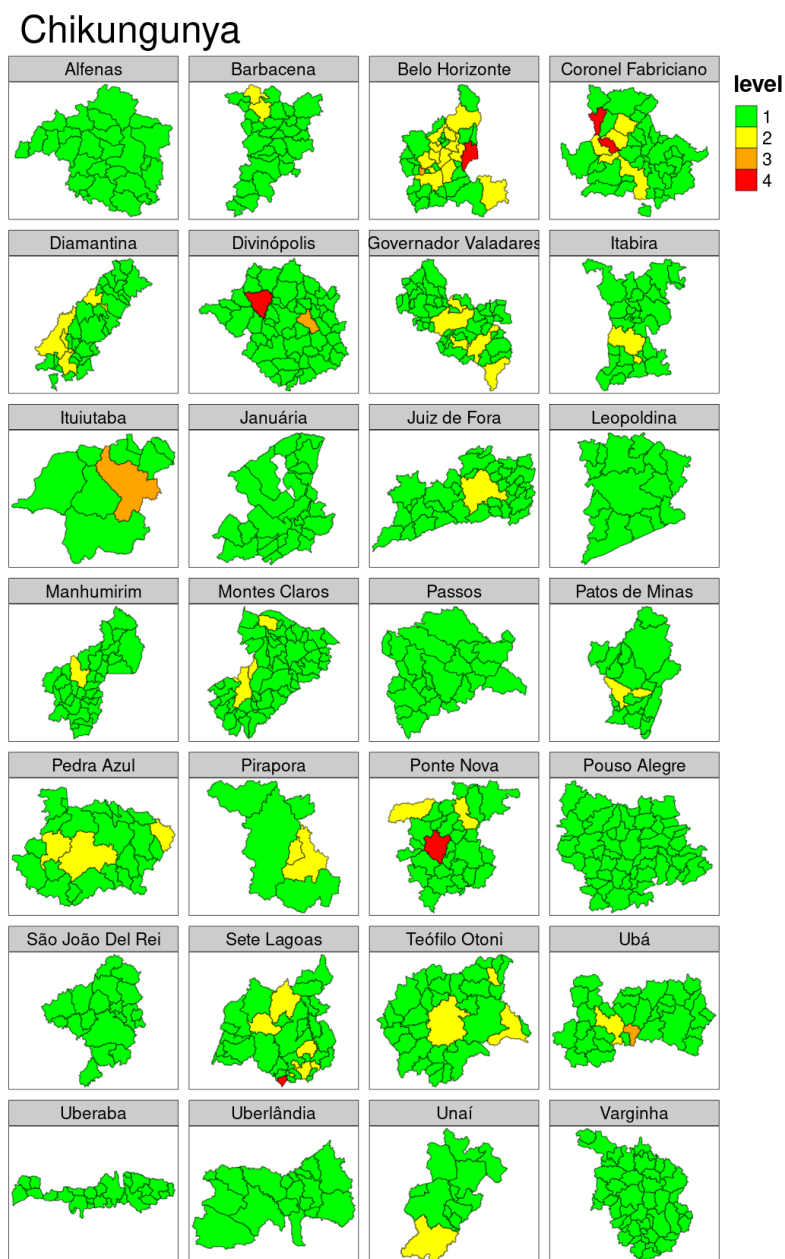 Chikungunya
Alfenas
Barbacena
Belo Horizonte
Coronel Fabriciano
level
1
2
3
4
Diamantina
Divinópolis
Governador Valadares
Itabira
Ituiutaba
Januária
Juiz de Fora
Leopoldina
Manhumirim
Montes Claros
Passos
Patos de Minas
Pedra Azul
Pirapora
Ponte Nova
Pouso Alegre
São João Del Rei
Sete Lagoas
Teófilo Otoni
Ubá
Uberaba
Uberlândia
Unaí
Varginha